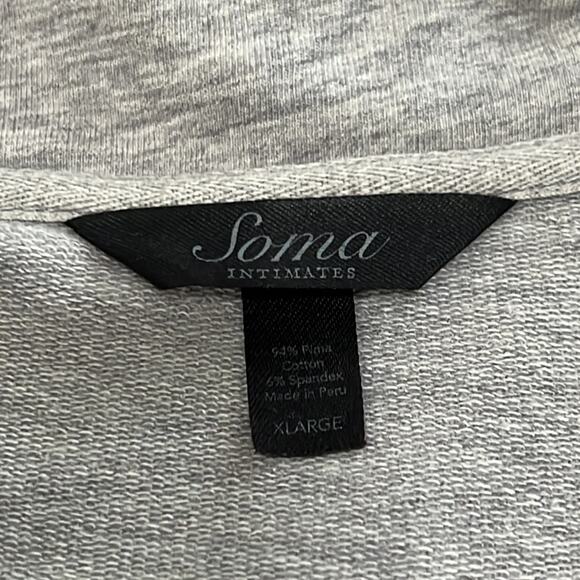 Soma
INTIMATES
94% Pima
Cotton
6% Spandex
Made in Peru
XLARGE